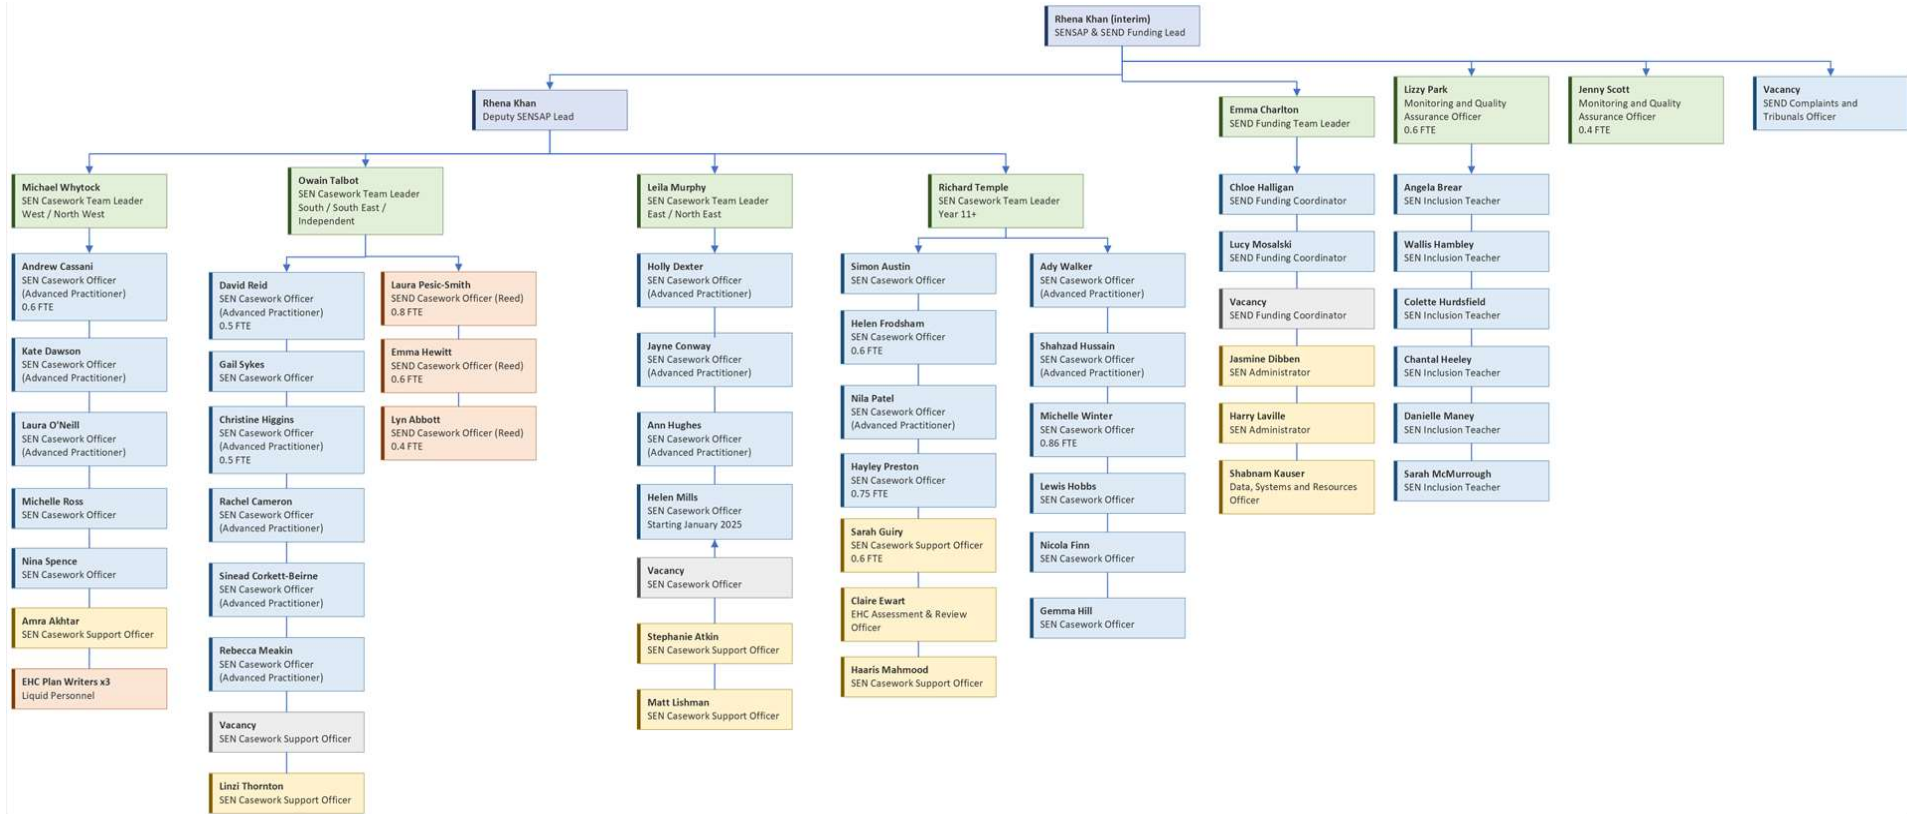 Rhena Khan (interim)
SENSAP & SEND Funding Lead
Rhena Khan
Deputy SENSAP Lead
Emma Charlton
SEND Funding Team Leader
Lizzy Park
Monitoring and Quality
Assurance Officer
0.6 FTE
Jenny Scott
Monitoring and Quality
Assurance Officer
0.4 FTE
Vacancy
SEND Complaints and
Tribunals Officer
Michael Whytock
SEN Casework Team Leader
West / North West
Andrew Cassani
SEN Casework Officer
(Advanced Practitioner)
0.6 FTE
Kate Dawson
SEN Casework Officer
(Advanced Practitioner)
Laura O'Neill
SEN Casework Officer
(Advanced Practitioner)
Michelle Ross
SEN Casework Officer
Nina Spence
SEN Casework Officer
Amra Akhtar
SEN Casework Support Officer
EHC Plan Writers x3
Liquid Personnel
Owain Talbot
SEN Casework Team Leader
South / South East /
Independent
David Reid
SEN Casework Officer
(Advanced Practitioner)
0.5 FTE
Gail Sykes
SEN Casework Officer
Christine Higgins
SEN Casework Officer
(Advanced Practitioner)
0.5 FTE
Rachel Cameron
SEN Casework Officer
(Advanced Practitioner)
Sinead Corkett-Beirne
SEN Casework Officer
(Advanced Practitioner)
Rebecca Meakin
SEN Casework Officer
(Advanced Practitioner)
Vacancy
SEN Casework Support Officer
Linzi Thornton
SEN Casework Support Officer
Laura Pesic-Smith
SEND Casework Officer (Reed)
0.8 FTE
Emma Hewitt
SEND Casework Officer (Reed)
0.6 FTE
Lyn Abbott
SEND Casework Officer (Reed)
0.4 FTE
Leila Murphy
SEN Casework Team Leader
East / North East
Holly Dexter
SEN Casework Officer
(Advanced Practitioner)
Jayne Conway
SEN Casework Officer
(Advanced Practitioner)
Ann Hughes
SEN Casework Officer
(Advanced Practitioner)
Helen Mills
SEN Casework Officer
Starting January 2025
Vacancy
SEN Casework Officer
Stephanie Atkin
SEN Casework Support Officer
Matt Lishman
SEN Casework Support Officer
Richard Temple
SEN Casework Team Leader
Year 11+
Simon Austin
SEN Casework Officer
Helen Frodsham
SEN Casework Officer
0.6 FTE
Nila Patel
SEN Casework Officer
(Advanced Practitioner)
Hayley Preston
SEN Casework Officer
0.75 FTE
Sarah Guiry
SEN Casework Support Officer
0.6 FTE
Claire Ewart
EHC Assessment & Review
Officer
Haaris Mahmood
SEN Casework Support Officer
Ady Walker
SEN Casework Officer
(Advanced Practitioner)
Shahzad Hussain
SEN Casework Officer
(Advanced Practitioner)
Michelle Winter
SEN Casework Officer
0.86 FTE
Lewis Hobbs
SEN Casework Officer
Nicola Finn
SEN Casework Officer
Gemma Hill
SEN Casework Officer
Chloe Halligan
SEND Funding Coordinator
Lucy Mosalski
SEND Funding Coordinator
Vacancy
SEND Funding Coordinator
Jasmine Dibben
SEN Administrator
Harry Laville
SEN Administrator
Shabnam Kauser
Data, Systems and Resources
Officer
Angela Brear
SEN Inclusion Teacher
Wallis Hambley
SEN Inclusion Teacher
Colette Hurdsfield
SEN Inclusion Teacher
Chantal Heeley
SEN Inclusion Teacher
Danielle Maney
SEN Inclusion Teacher
Sarah McMurrough
SEN Inclusion Teacher